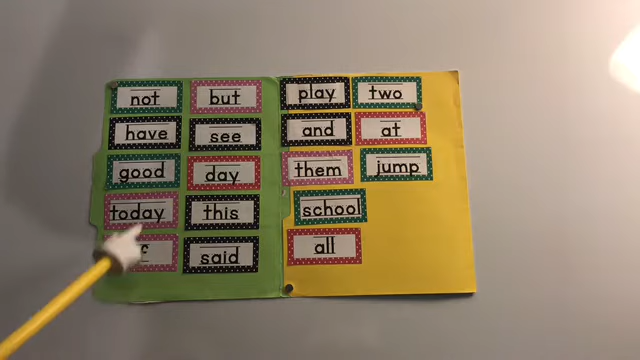 not but
have see
good day
today this
said
play two
and at
them jump
school
all